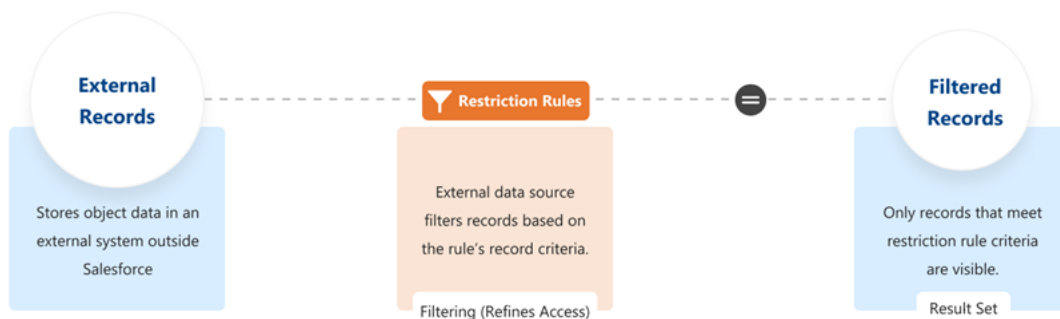 External
Records
Stores object data in an
external system outside
Salesforce
Restriction Rules
External data source
filters records based on
the rule's record criteria.
Filtering (Refines Access)
=
Filtered
Records
Only records that meet
restriction rule criteria
are visible.
Result Set